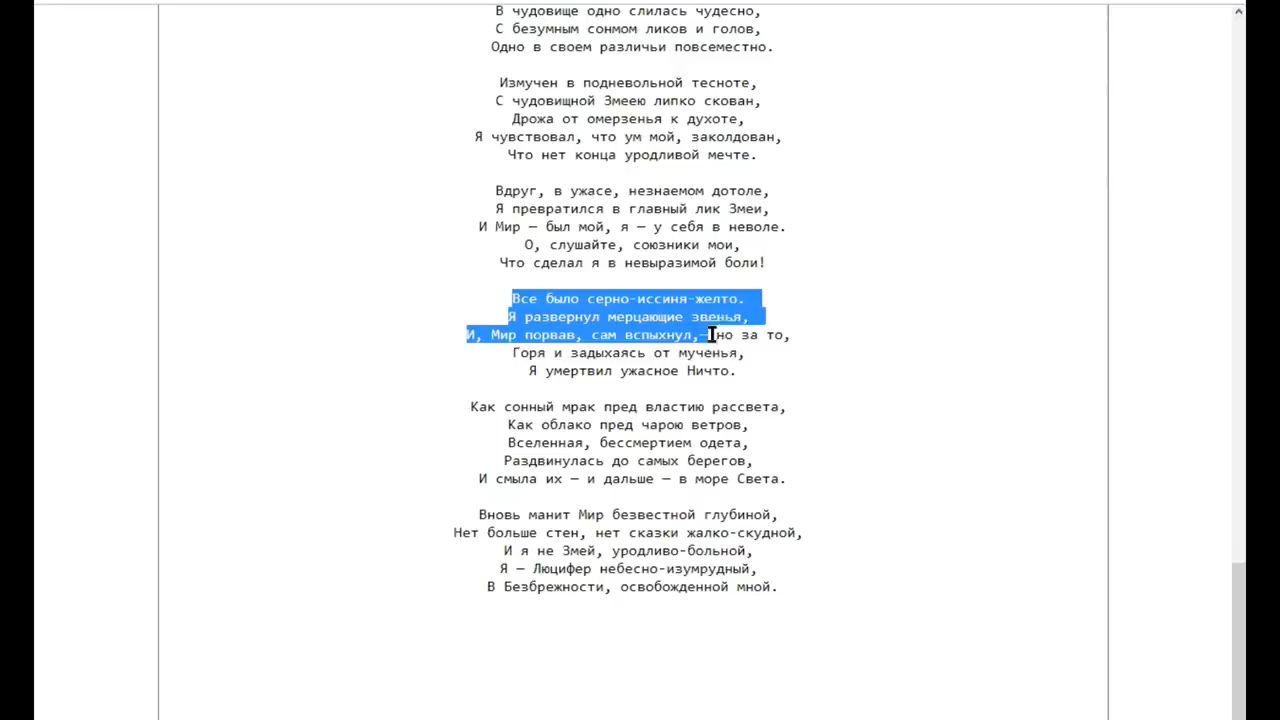 В чудовище одно слилась чудесно,
С безумным сонмом ликов и голов,
Одно в своем различьи повсеместно.
Измучен в подневольной тесноте,
С чудовищной Змеею липко скован,
Дрожа от омерзенья к духоте,
Я чувствовал, что ум мой, заколдован,
Что нет конца уродливой мечте.
Вдруг, в ужасе, незнаемом дотоле,
Я превратился в главный лик Змеи,
И Мир — был мой, я — у себя в неволе.
О, слушайте, союзники мои,
Что сделал я в невыразимой боли!
Все было серно-иссиня-желто.
Я развернул мерцающие звенья,
И, Мир порвав, сам вспыхнул,— но за то,
Горя и задыхаясь от мученья,
Я умертвил ужасное Ничто.
Как сонный мрак пред властию рассвета,
Как облако пред чарою ветров,
Вселенная, бессмертием одета,
Раздвинулась до самых берегов,
И смыла их — и дальше — в море Света.
Вновь манит Мир безвестной глубиной,
Нет больше стен, нет сказки жалко-скудной,
И я не Змей, уродливо-больной,
Я — Люцифер небесно-изумрудный,
В Безбрежности, освобожденной мной.